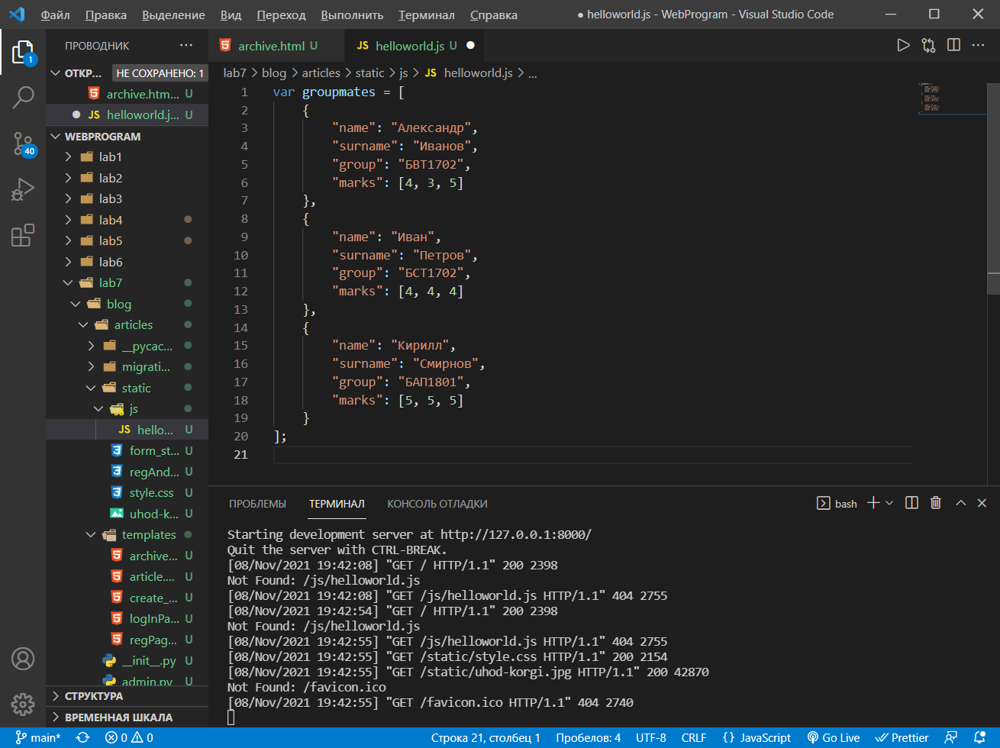 Файл Правка Выделение Вид Переход Выполнить Терминал Справка ● helloworld.js - WebProgram - Visual Studio Code
ПРОВОДНИК ···
ОТКР... НЕ СОХРАНЕНО: 1
archive.htm... U
helloworld.j... U
WEBPROGRAM
lab1
lab2
lab3
lab4
lab5
lab6
lab7
blog
articles
__pycac...
migrati...
static
js
hello... U
form_st... U
regAnd... U
style.css U
uhod-k... U
templates
archive... U
article.... U
create_... U
logInPa... U
regPag... U
__init__.py U
admin.py U
СТРУКТУРА
ВРЕМЕННАЯ ШКАЛА
1
40
archive.html U
JS helloworld.js U
lab7 > blog > articles > static > js > JS helloworld.js > ...
1 var groupmates = [
2 {
3 "name": "Александр",
4 "surname": "Иванов",
5 "group": "БВТ1702",
6 "marks": [4, 3, 5]
7 },
8 {
9 "name": "Иван",
10 "surname": "Петров",
11 "group": "БСТ1702",
12 "marks": [4, 4, 4]
13 },
14 {
15 "name": "Кирилл",
16 "surname": "Смирнов",
17 "group": "БАП1801",
18 "marks": [5, 5, 5]
19 }
20 ];
21
ПРОБЛЕМЫ ТЕРМИНАЛ КОНСОЛЬ ОТЛАДКИ bash
Starting development server at http://127.0.0.1:8000/
Quit the server with CTRL-BREAK.
[08/Nov/2021 19:42:08] "GET / HTTP/1.1" 200 2398
Not Found: /js/helloworld.js
[08/Nov/2021 19:42:08] "GET /js/helloworld.js HTTP/1.1" 404 2755
[08/Nov/2021 19:42:54] "GET / HTTP/1.1" 200 2398
Not Found: /js/helloworld.js
[08/Nov/2021 19:42:55] "GET /js/helloworld.js HTTP/1.1" 404 2755
[08/Nov/2021 19:42:55] "GET /static/style.css HTTP/1.1" 200 2154
[08/Nov/2021 19:42:55] "GET /static/uhod-korgi.jpg HTTP/1.1" 200 42870
Not Found: /favicon.ico
[08/Nov/2021 19:42:55] "GET /favicon.ico HTTP/1.1" 404 2740
main* 0 0 Строка 21, столбец 1 Пробелов: 4 UTF-8 CRLF {} JavaScript Go Live Prettier